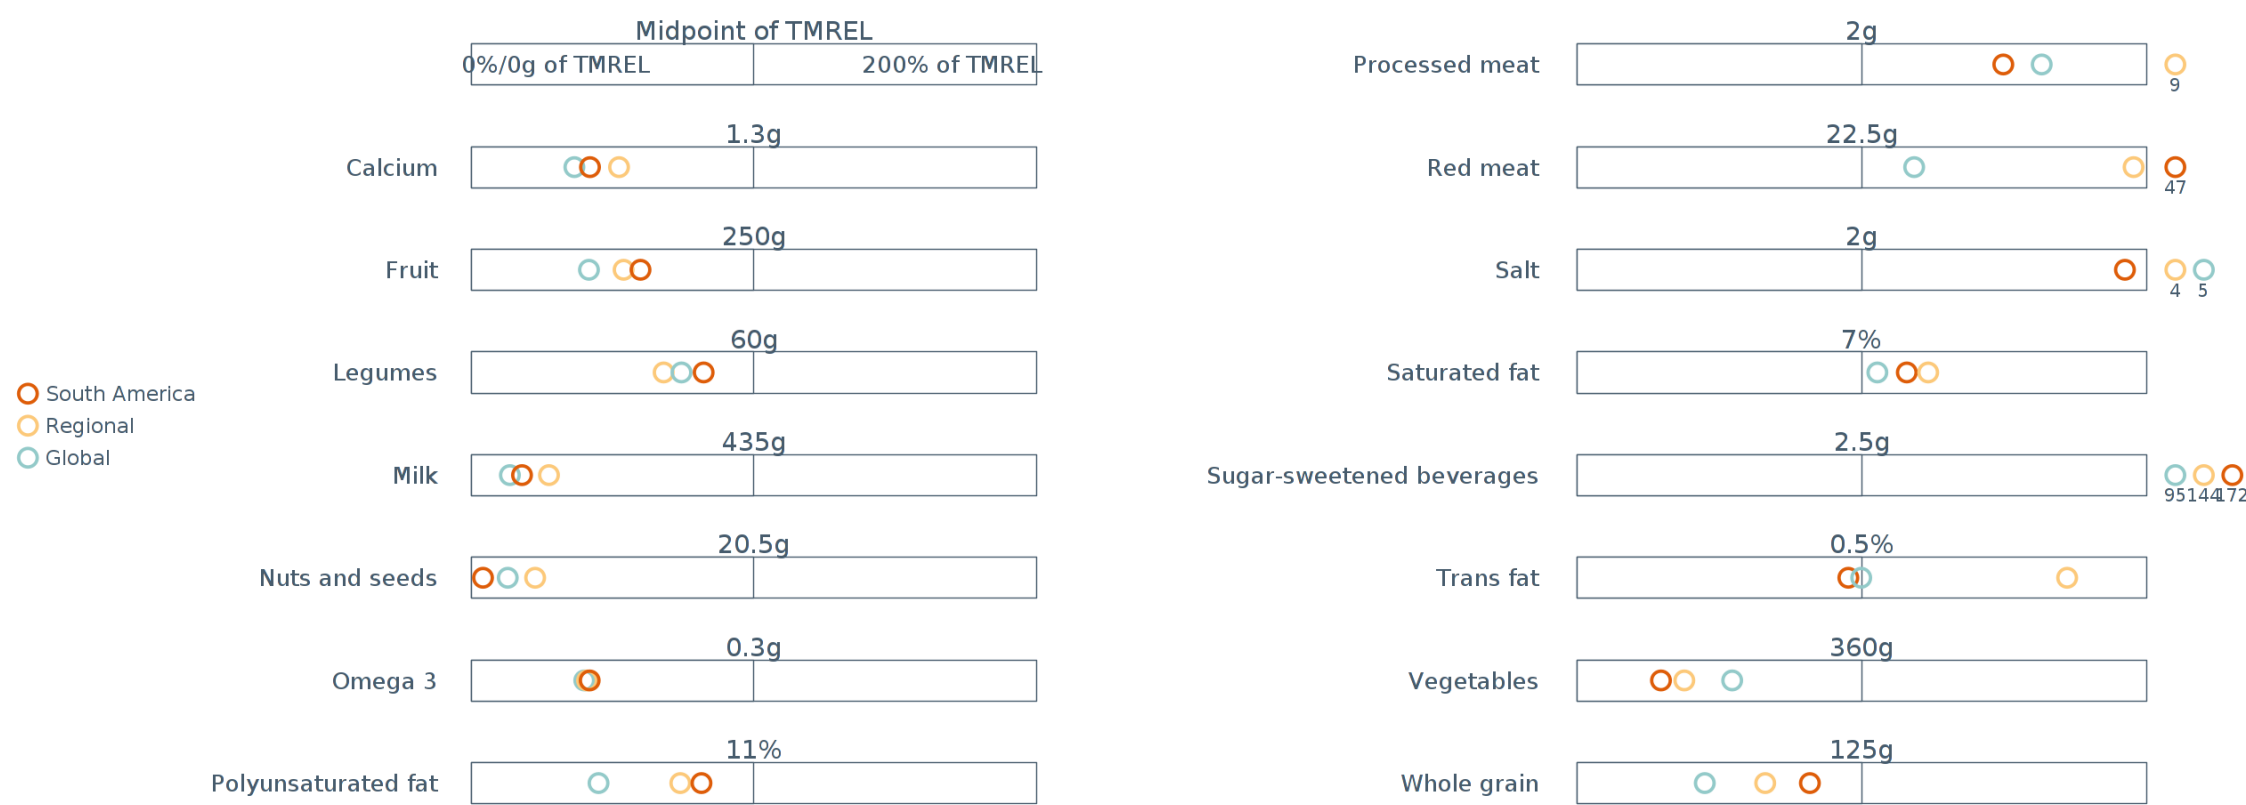 Midpoint of TMREL
0%/0g of TMREL
200% of TMREL
1.3g
Calcium
250g
Fruit
60g
Legumes
435g
Milk
20.5g
Nuts and seeds
0.3g
Omega 3
11%
Polyunsaturated fat
South America
Regional
Global
2g
Processed meat
9
22.5g
Red meat
47
2g
Salt
4 5
7%
Saturated fat
2.5g
Sugar-sweetened beverages
95 144 172
0.5%
Trans fat
360g
Vegetables
125g
Whole grain